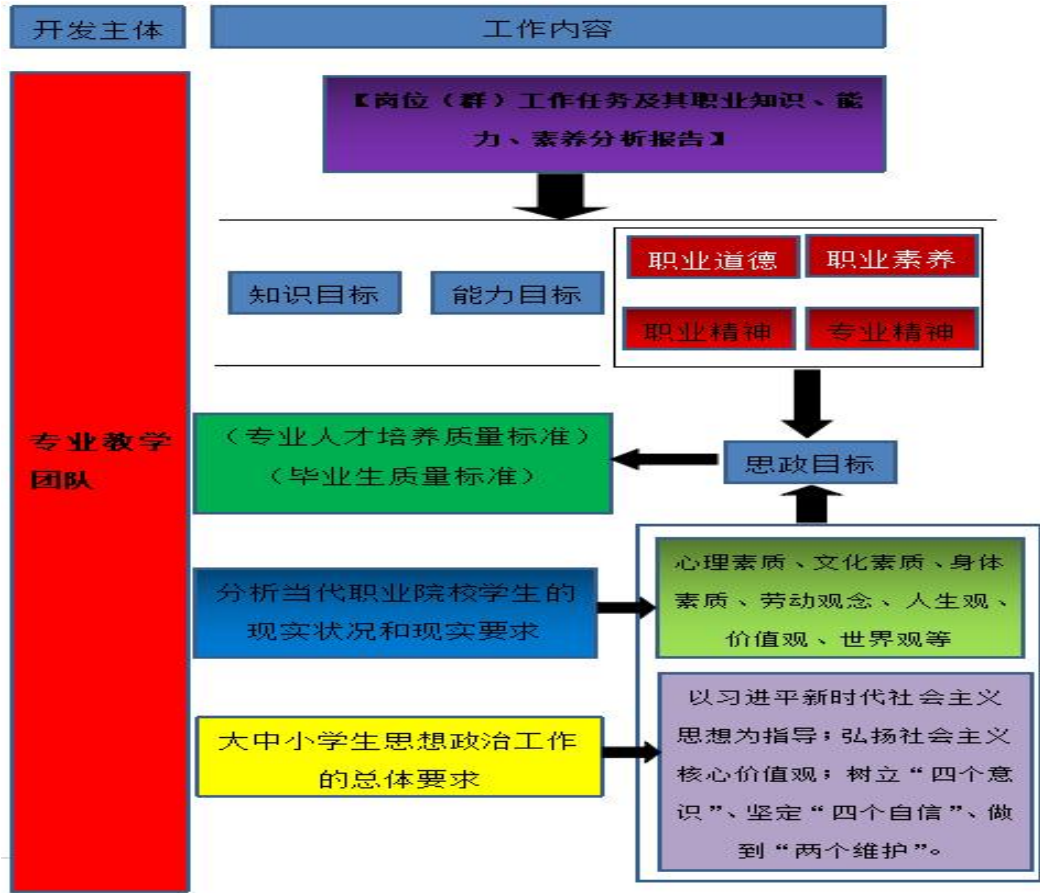 开发主体
工作内容
【岗位（群）工作任务及其职业知识、能
力、素养分析报告】
职业道德
职业素养
知识目标
能力目标
职业精神
专业精神
专业教学
团队
（专业人才培养质量标准）
（毕业生质量标准）
思政目标
分析当代职业院校学生的
现实状况和现实要求
心理素质、文化素质、身体
素质、劳动观念、人生观、
价值观、世界观等
大中小学生思想政治工作
的总体要求
以习进平新时代社会主义
思想为指导；弘扬社会主义
核心价值观；树立“四个意
识”、坚定“四个自信”、做
到“两个维护”。